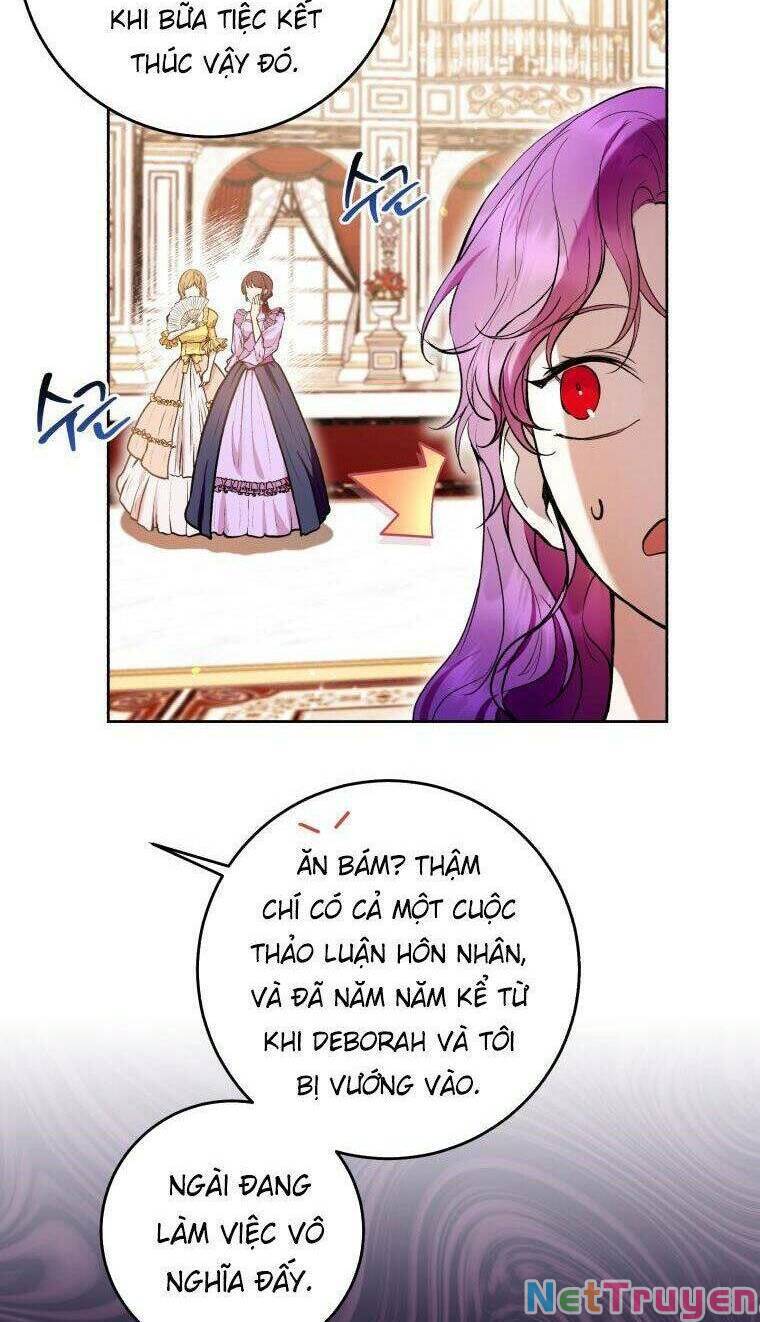 KHI BỮA TIỆC KẾT
THÚC VẬY ĐÓ.
수군
수군
ĂN BÁM? THẬM
CHÍ CÓ CẢ MỘT CUỘC
THẢO LUẬN HÔN NHÂN,
VÀ ĐÃ NĂM NĂM KỂ TỪ
KHI DEBORAH VÀ TÔI
BỊ VƯỚNG VÀO.
NGÀI ĐANG
LÀM VIỆC VÔ
NGHĨA ĐẤY.
NetTruyen